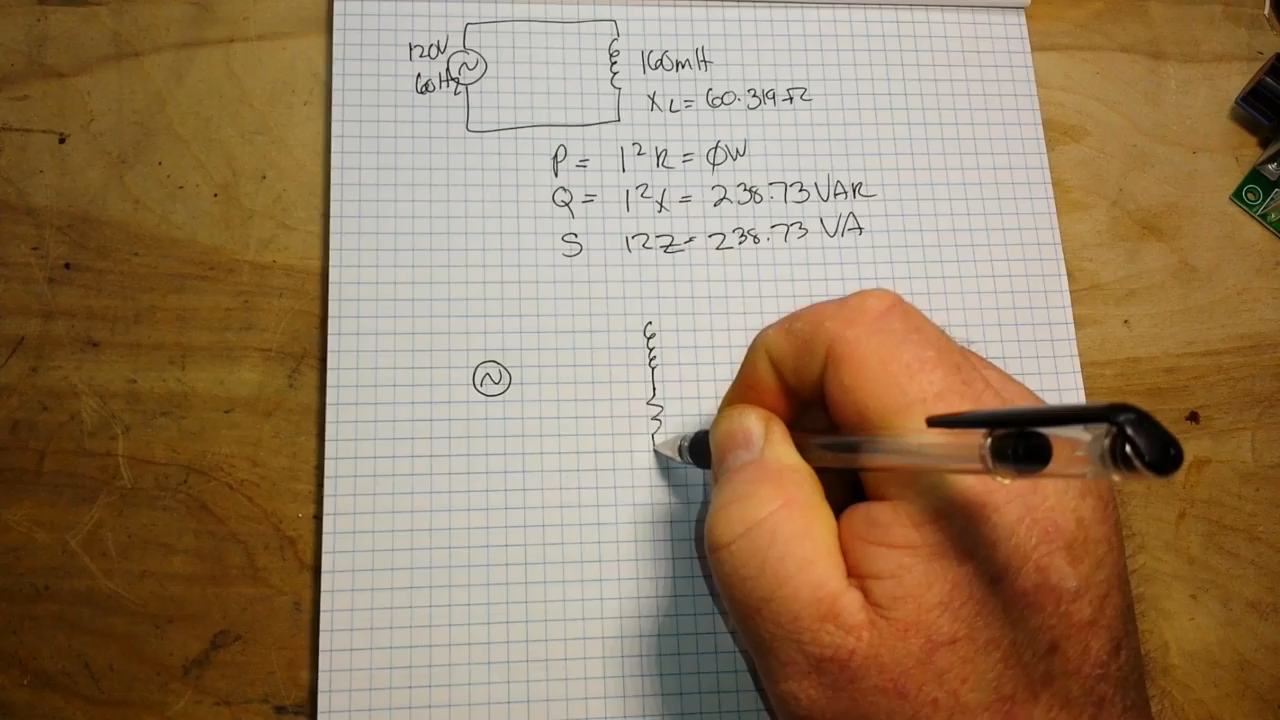 120V
60Hz
160mH
XL = 60.319 Ω
P = I²R = ØW
Q = I²X = 238.73 VAR
S I2Z = 238.73 VA